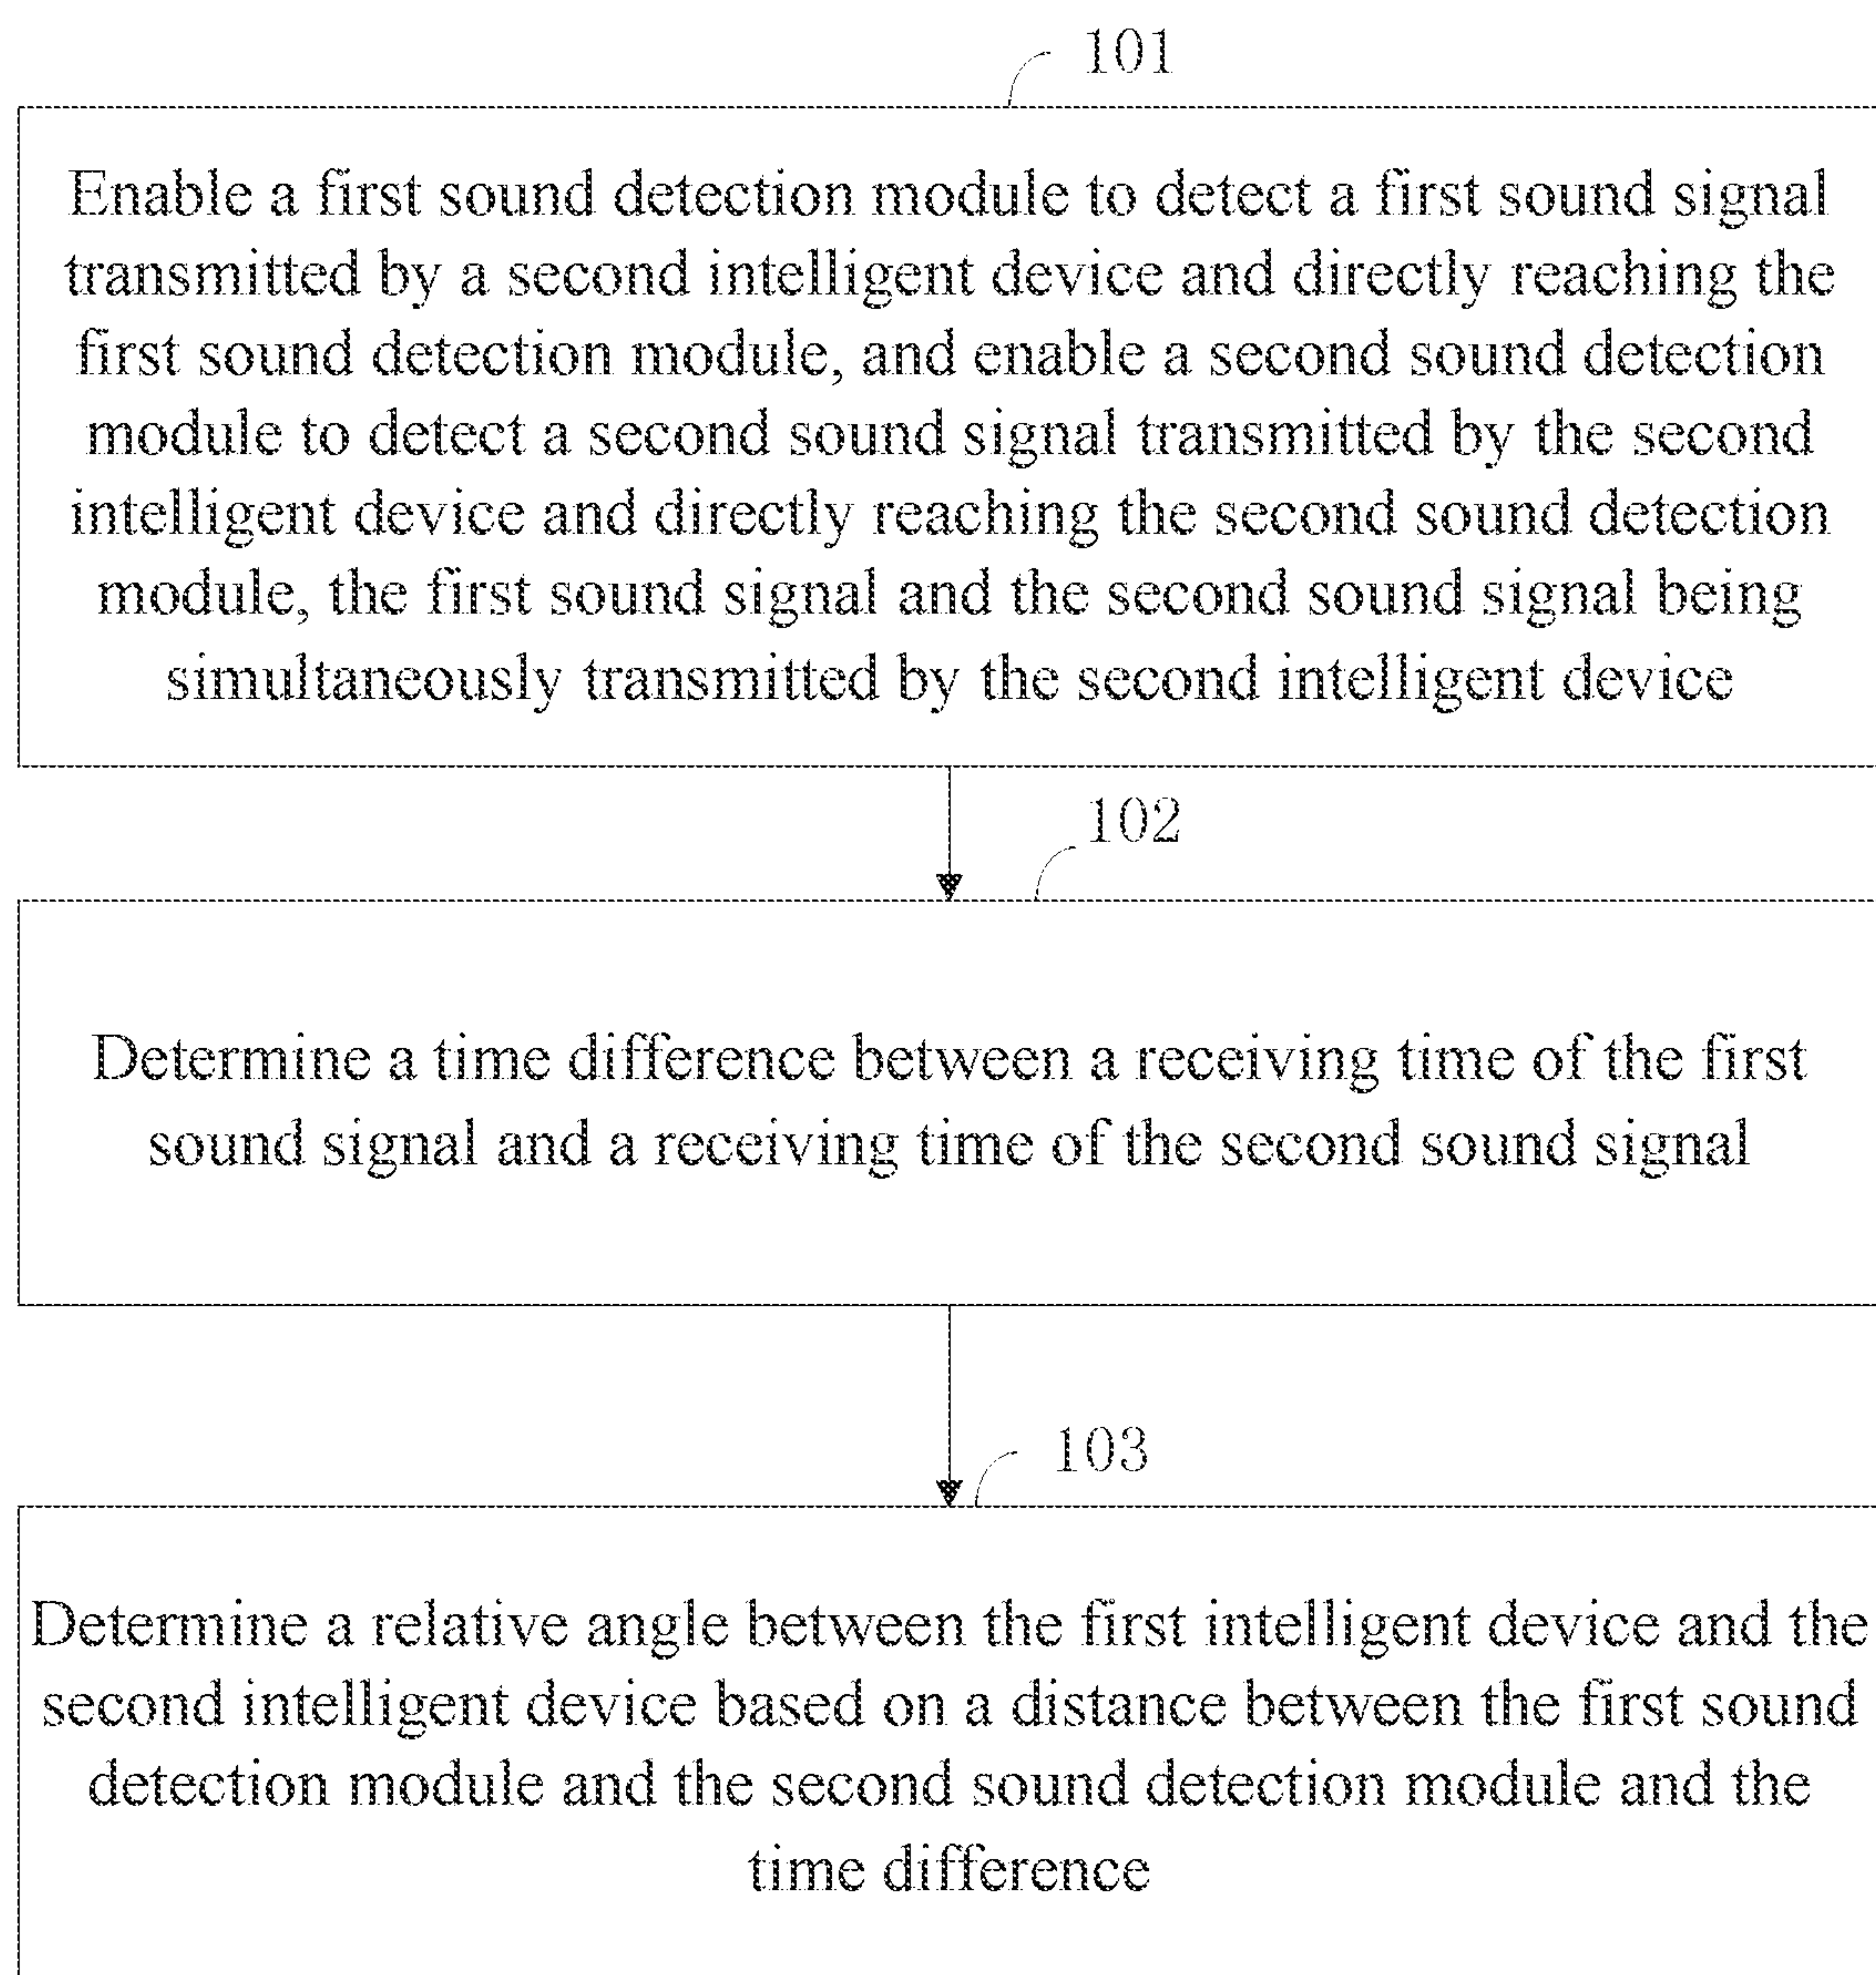 101
Enable a first sound detection module to detect a first sound signal
transmitted by a second intelligent device and directly reaching the
first sound detection module, and enable a second sound detection
module to detect a second sound signal transmitted by the second
intelligent device and directly reaching the second sound detection
module, the first sound signal and the second sound signal being
simultaneously transmitted by the second intelligent device
102
Determine a time difference between a receiving time of the first
sound signal and a receiving time of the second sound signal
103
Determine a relative angle between the first intelligent device and the
second intelligent device based on a distance between the first sound
detection module and the second sound detection module and the
time difference